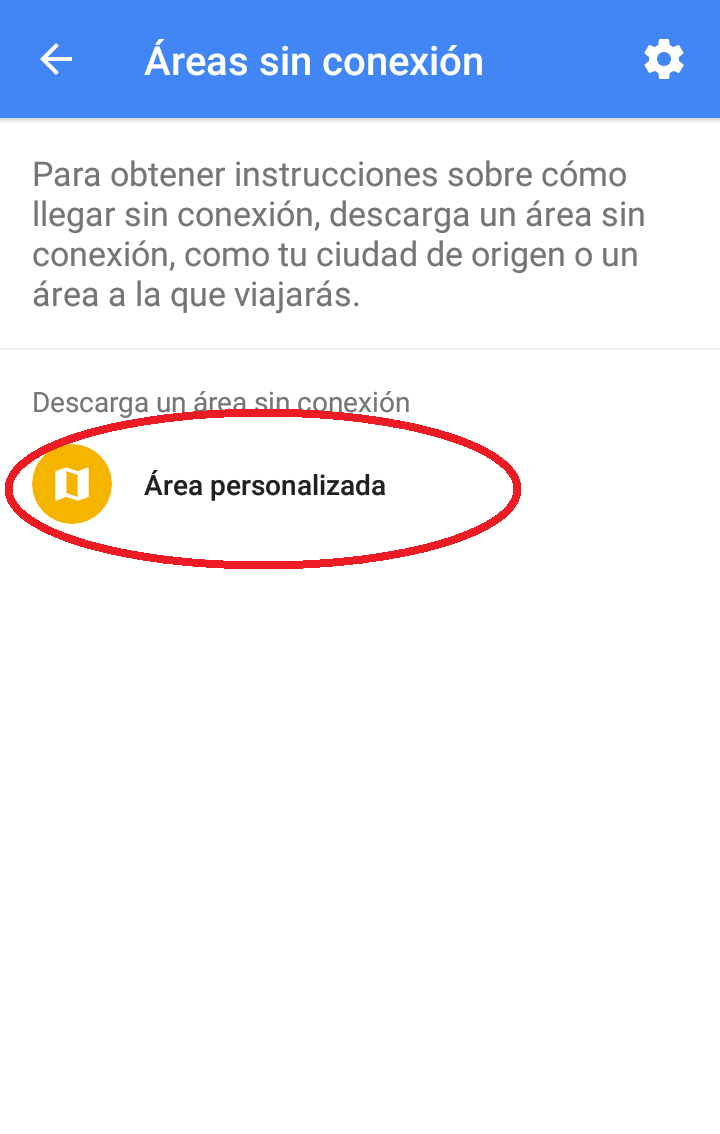 Áreas sin conexión
Para obtener instrucciones sobre cómo
llegar sin conexión, descarga un área sin
conexión, como tu ciudad de origen o un
área a la que viajarás.
Descarga un área sin conexión
Área personalizada